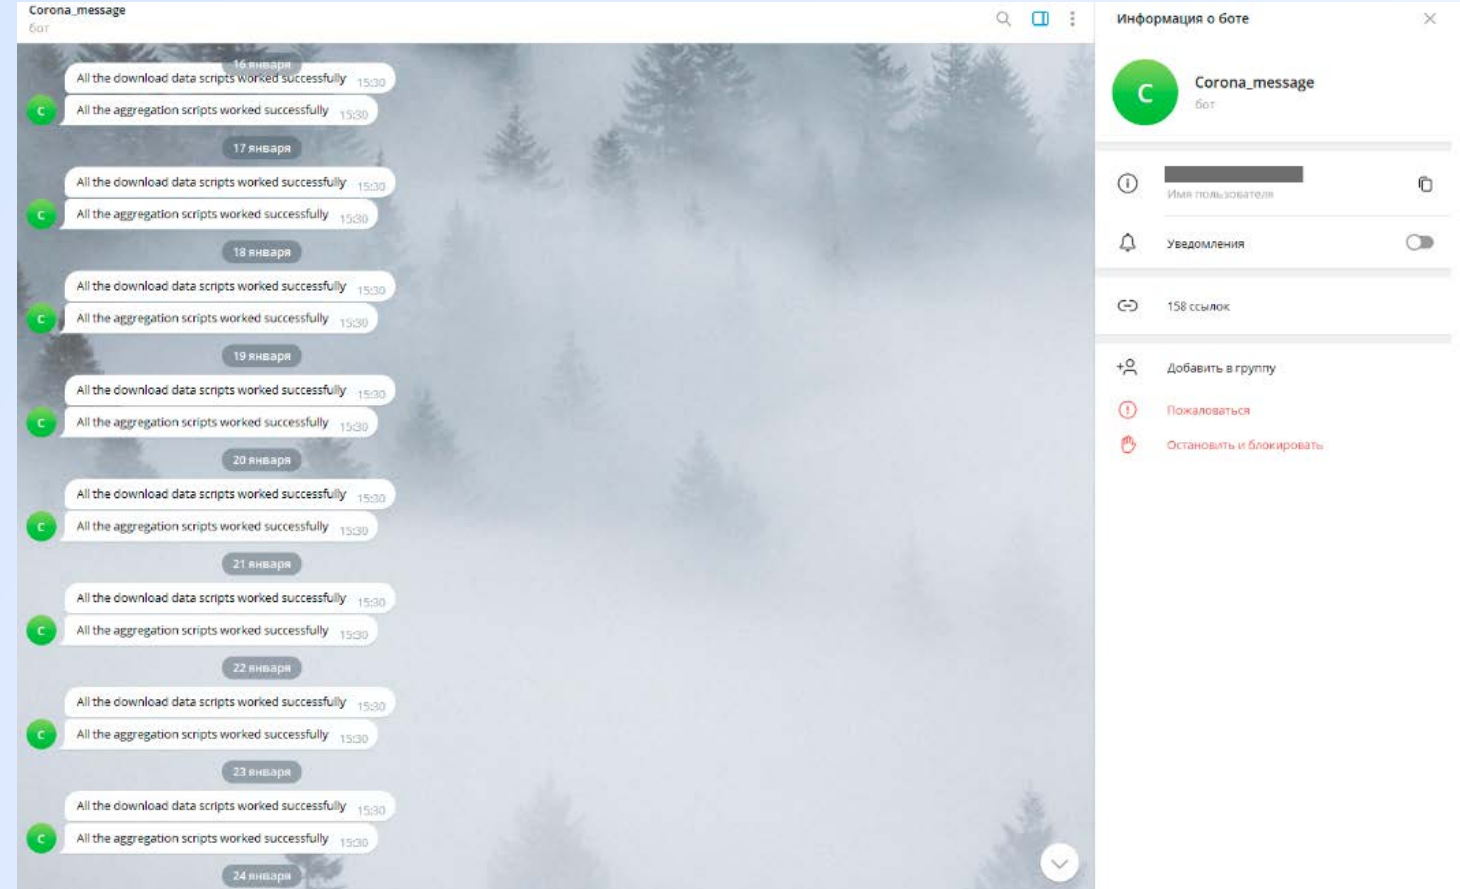 Corona_message
бот
16 января
All the download data scripts worked successfully 15:30
All the aggregation scripts worked successfully 15:30
17 января
All the download data scripts worked successfully 15:30
C
All the aggregation scripts worked successfully 15:30
18 января
All the download data scripts worked successfully 15:30
C
All the aggregation scripts worked successfully 15:30
19 января
All the download data scripts worked successfully 15:30
C
All the aggregation scripts worked successfully 15:30
20 января
All the download data scripts worked successfully 15:30
C
All the aggregation scripts worked successfully 15:30
21 января
All the download data scripts worked successfully 15:30
C
All the aggregation scripts worked successfully 15:30
22 января
All the download data scripts worked successfully 15:30
C
All the aggregation scripts worked successfully 15:30
23 января
All the download data scripts worked successfully 15:30
C
All the aggregation scripts worked successfully 15:30
24 января
Информация о боте
C
Corona_message
бот
Имя пользователя
Уведомления
158 ссылок
Добавить в группу
Пожаловаться
Остановить и блокировать